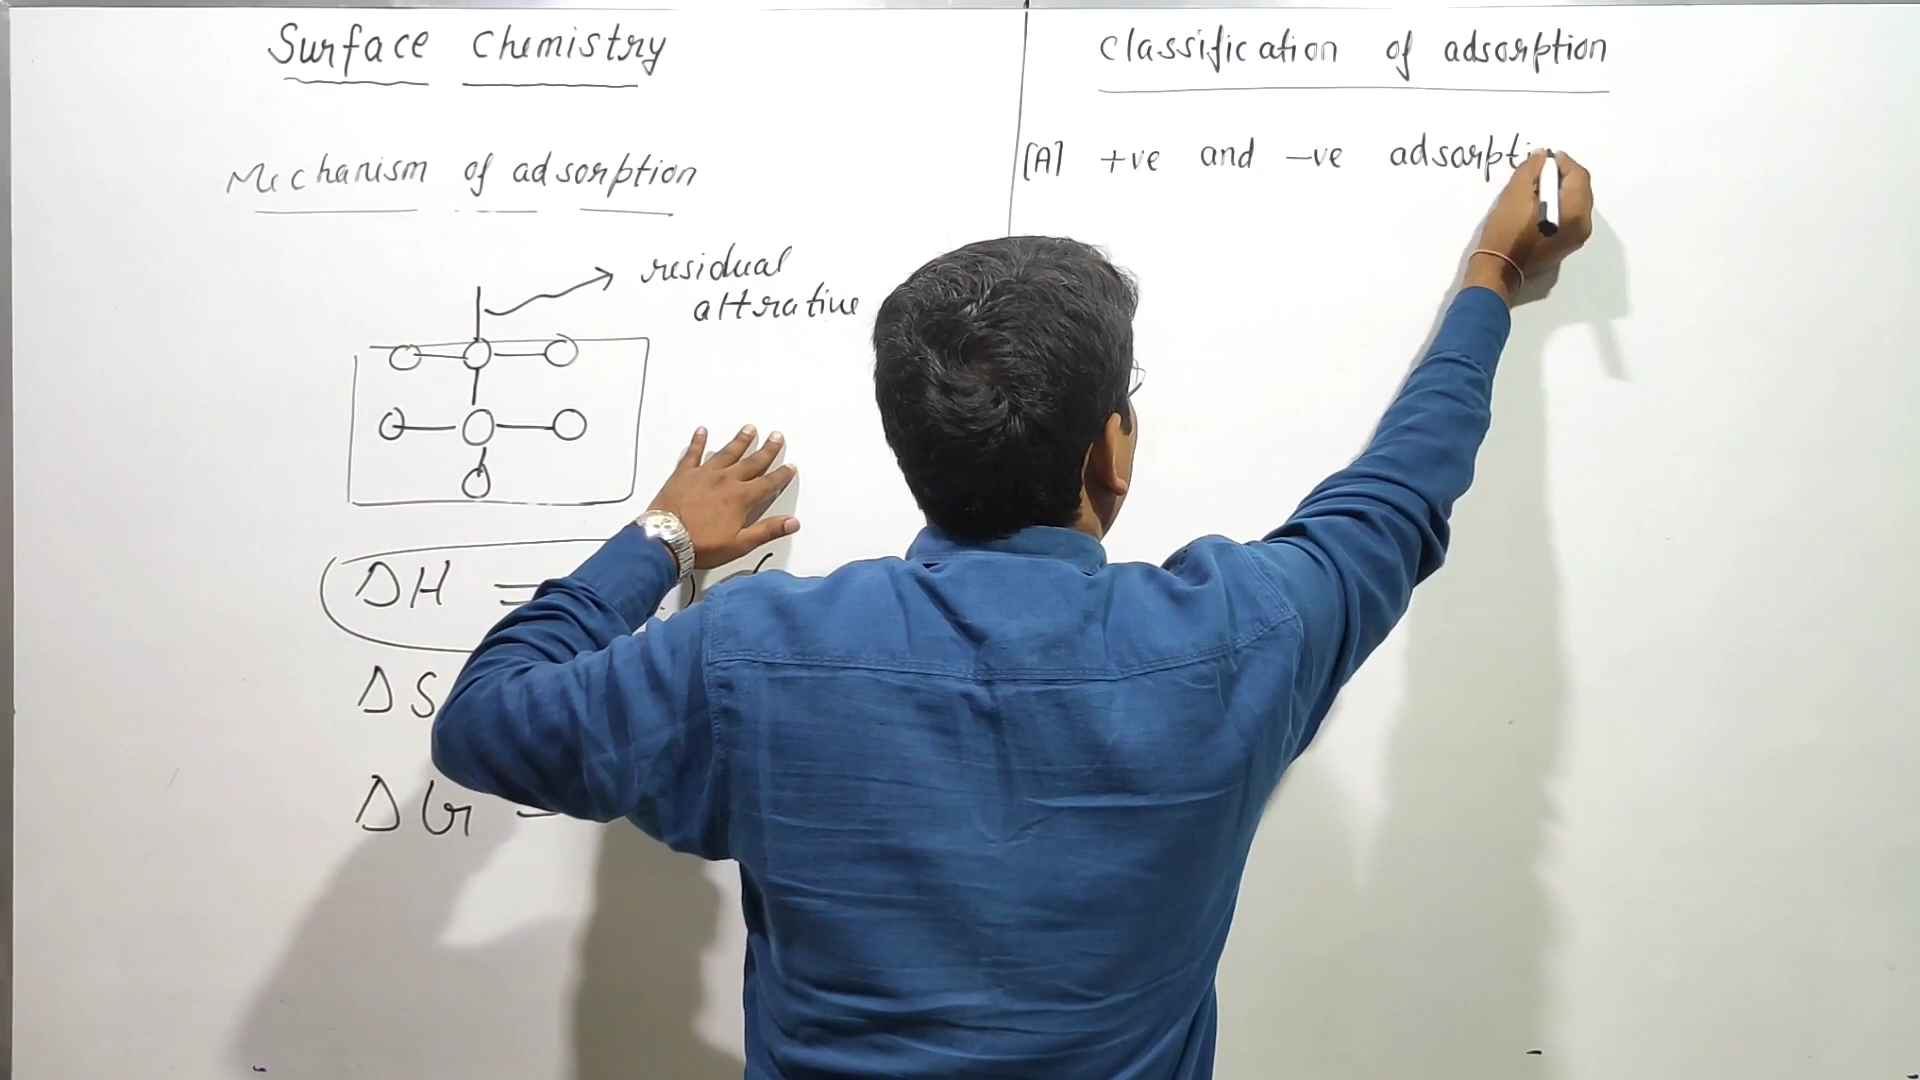 Surface Chemistry
Mechanism of adsorption
residual
attrative
ΔH =
ΔS
ΔG =
Classification of adsorption
[A] +ve and -ve adsorpti